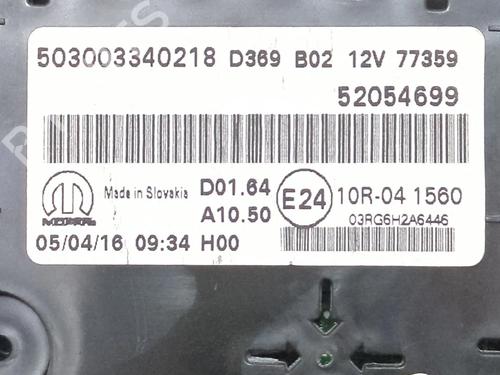 503003340218 D369 B02 12V 77359
52054699
MOPAR
Made in Slovakia
D01.64
A10.50
E24
10R-04 1560
03RG6H2A6446
05/04/16 09:34 H00